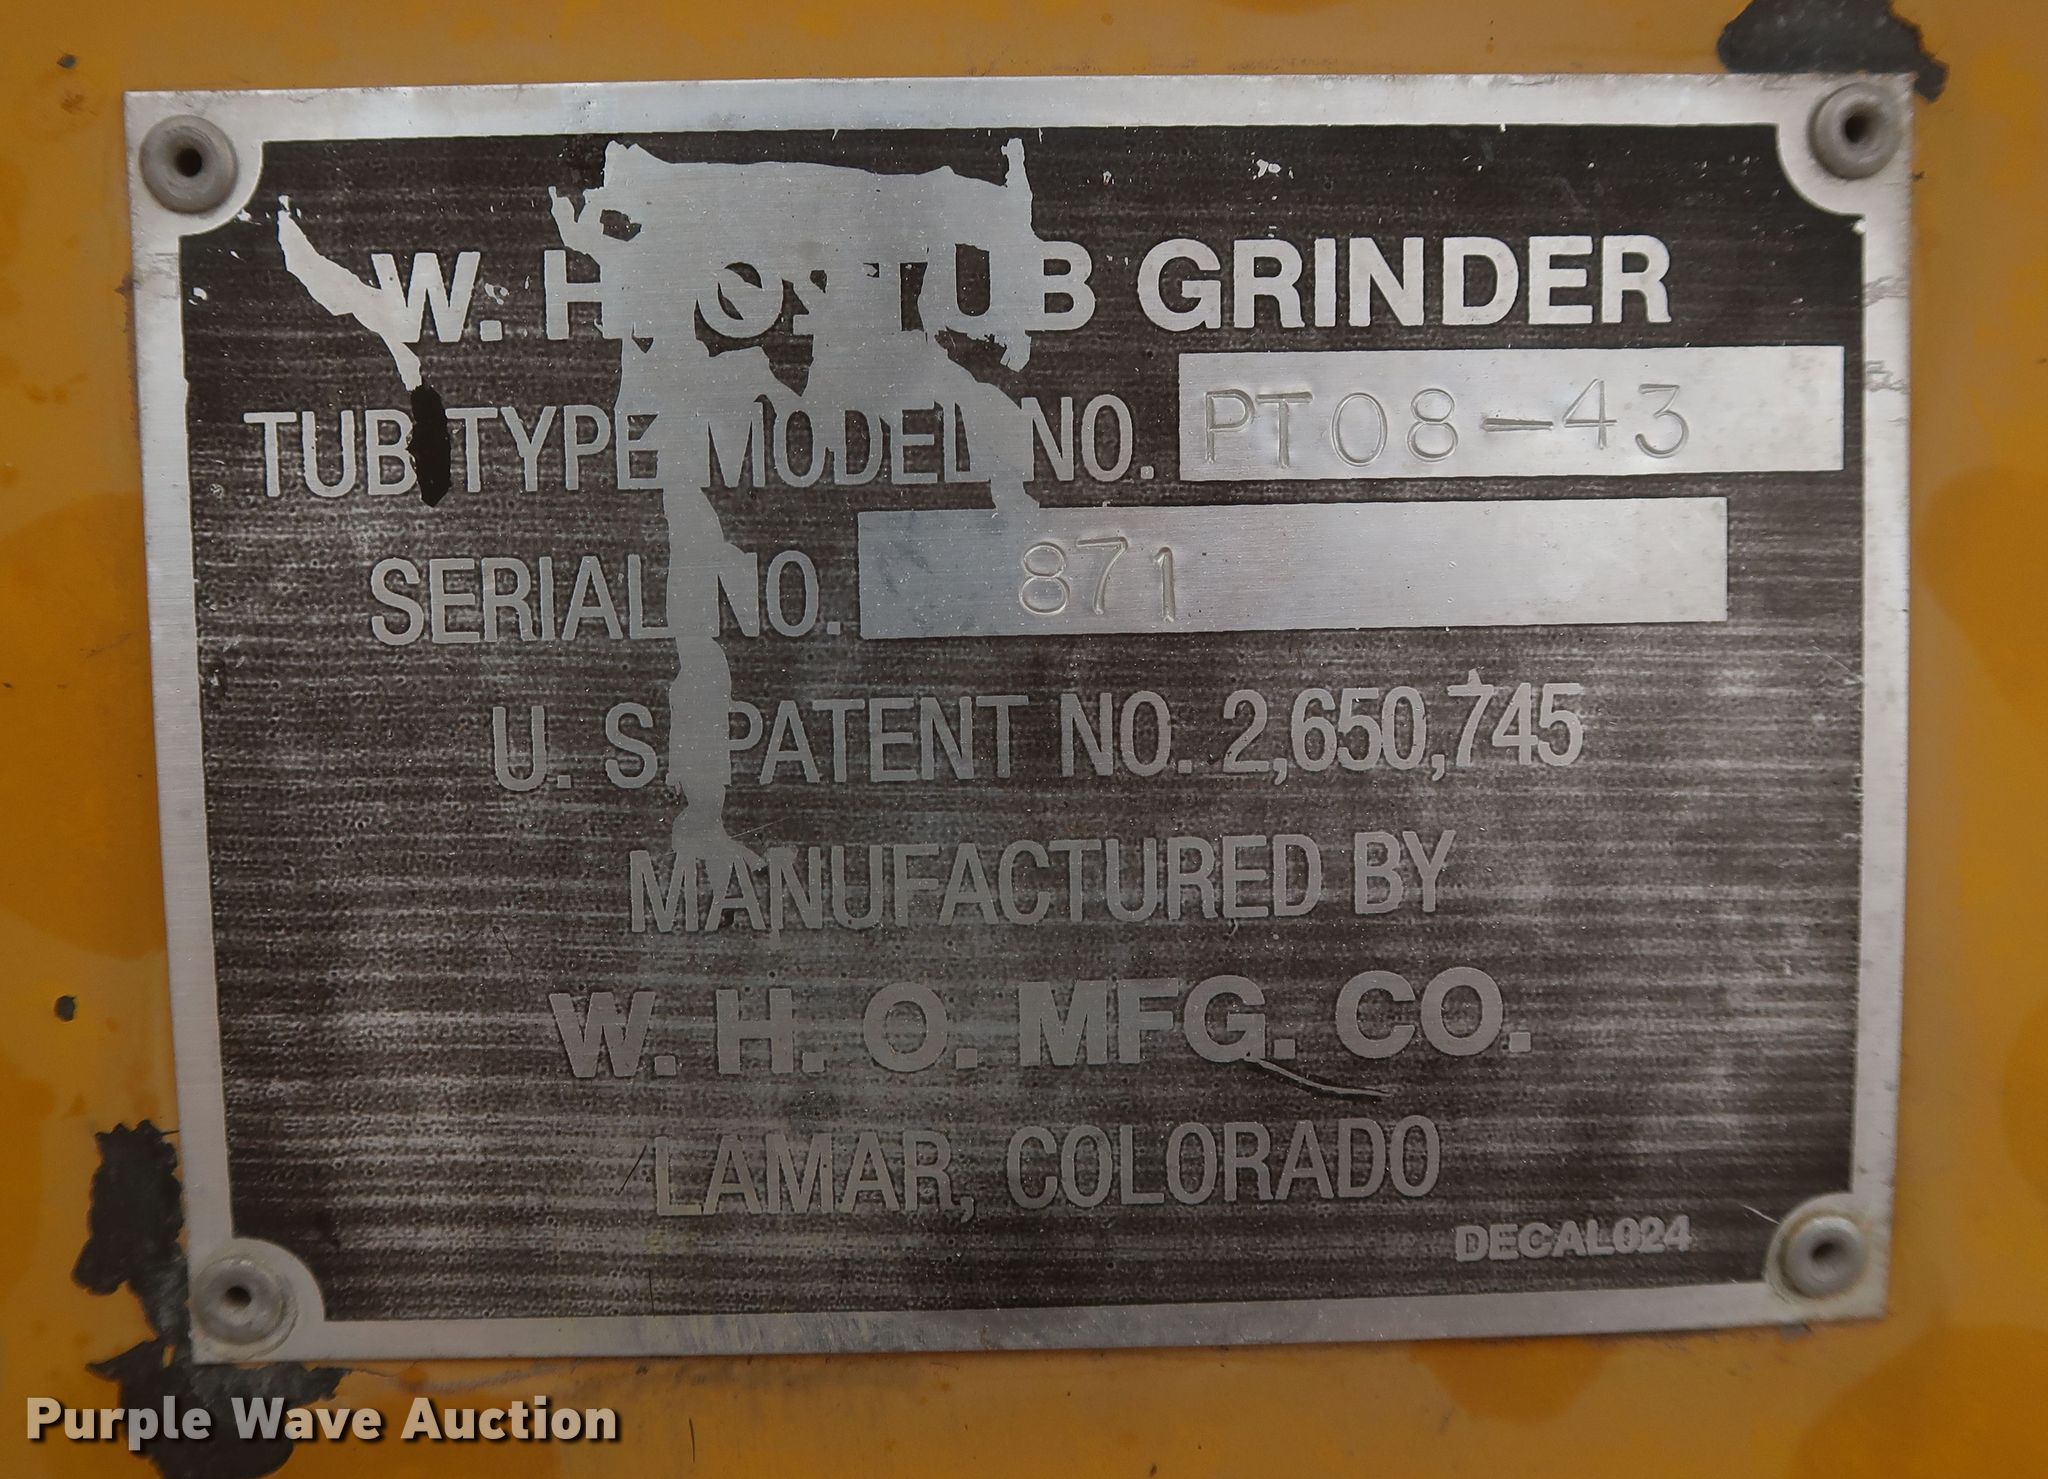 W. H. O. TUB GRINDER
TUB TYPE MODEL NO. PT08-43
SERIAL NO. 871
U. S. PATENT NO. 2,650,745
MANUFACTURED BY
W. H. O. MFG. CO.
LAMAR, COLORADO
DECAL024
Purple Wave Auction